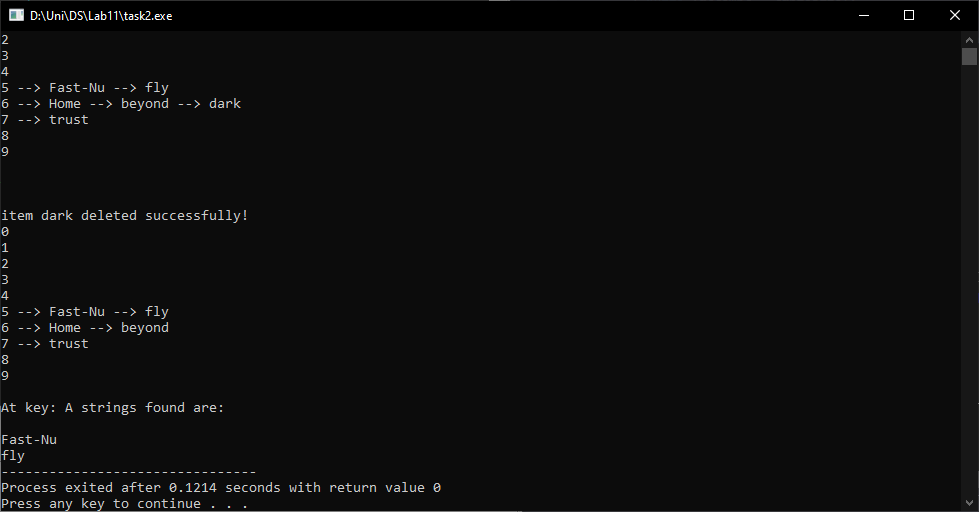 D:\Uni\DS\Lab11\task2.exe
2
3
4
5 --> Fast-Nu --> fly
6 --> Home --> beyond --> dark
7 --> trust
8
9
item dark deleted successfully!
0
1
2
3
4
5 --> Fast-Nu --> fly
6 --> Home --> beyond
7 --> trust
8
9
At key: A strings found are:
Fast-Nu
fly
--------------------------------
Process exited after 0.1214 seconds with return value 0
Press any key to continue . . .